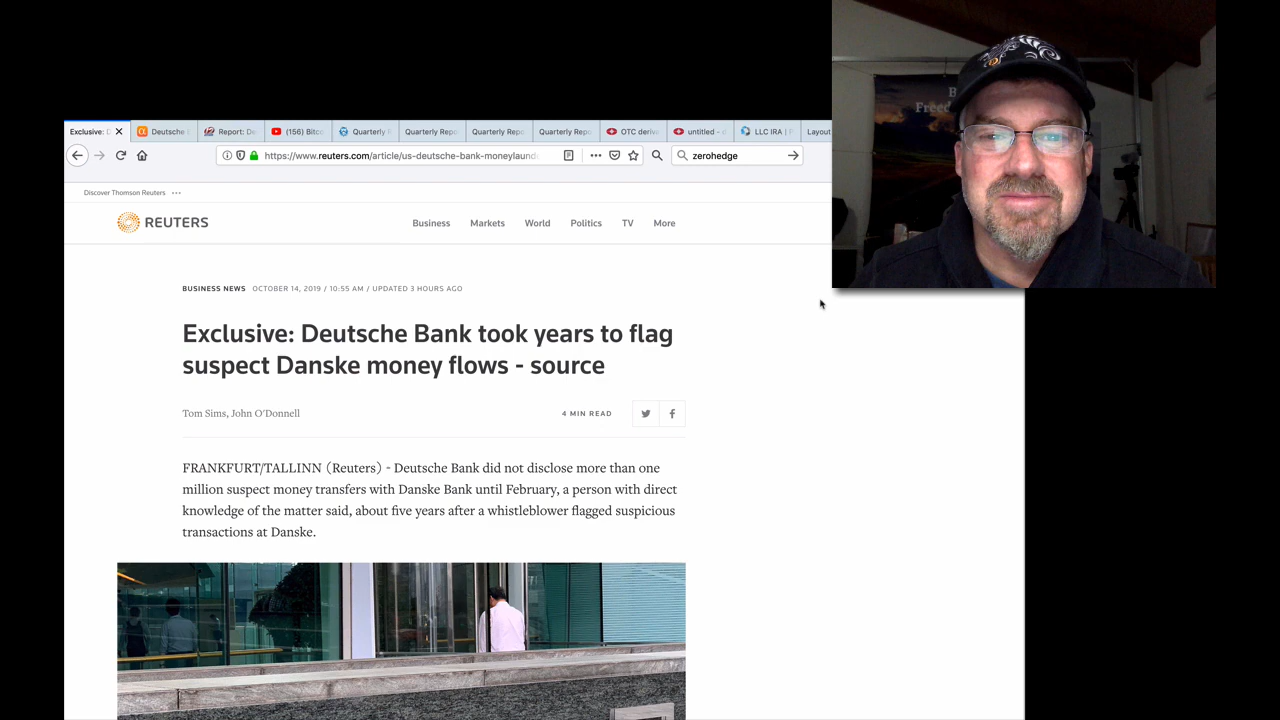 B
Freed
Exclusive: D
Deutsche
Report: De
(156) Bitco
Quarterly R
Quarterly Repo
Quarterly Repo
Quarterly Repo
OTC deriva
untitled - d
LLC IRA | P
Layout
https://www.reuters.com/article/us-deutsche-bank-moneylaund
zerohedge
Discover Thomson Reuters
REUTERS
Business Markets World Politics TV More
BUSINESS NEWS OCTOBER 14, 2019 / 10:55 AM / UPDATED 3 HOURS AGO
Exclusive: Deutsche Bank took years to flag
suspect Danske money flows - source
Tom Sims, John O'Donnell
4 MIN READ
FRANKFURT/TALLINN (Reuters) - Deutsche Bank did not disclose more than one
million suspect money transfers with Danske Bank until February, a person with direct
knowledge of the matter said, about five years after a whistleblower flagged suspicious
transactions at Danske.